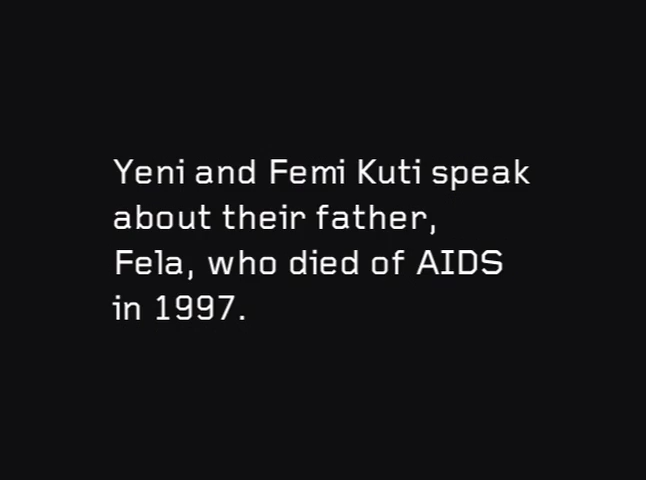 Yeni and Femi Kuti speak
about their father,
Fela, who died of AIDS
in 1997.